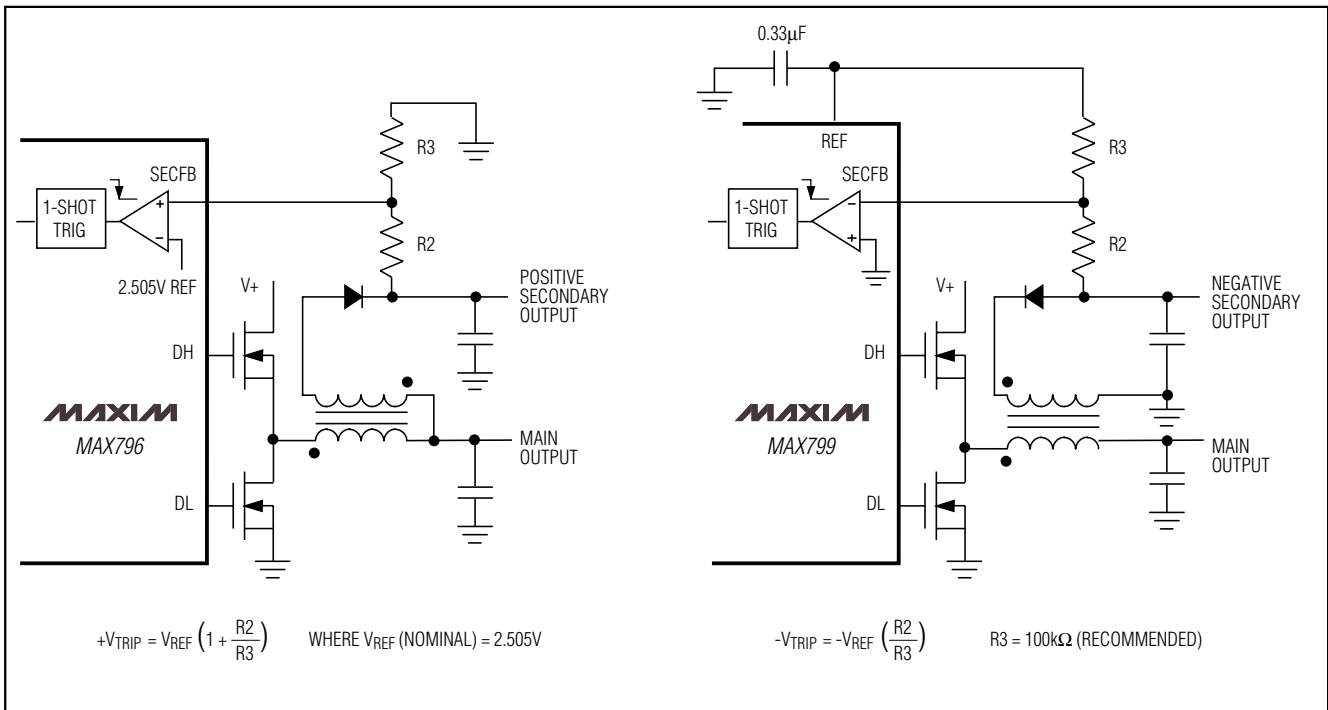 SECFB
R3
1-SHOT
TRIG
+
−
2.505V REF
R2
V+
POSITIVE
SECONDARY
OUTPUT
DH
MAXIM
MAX796
MAIN
OUTPUT
DL
+VTRIP = VREF (1 + R2/R3) WHERE VREF (NOMINAL) = 2.505V
0.33µF
REF
R3
SECFB
1-SHOT
TRIG
−
+
R2
V+
NEGATIVE
SECONDARY
OUTPUT
DH
MAXIM
MAX799
MAIN
OUTPUT
DL
-VTRIP = -VREF (R2/R3) R3 = 100kΩ (RECOMMENDED)